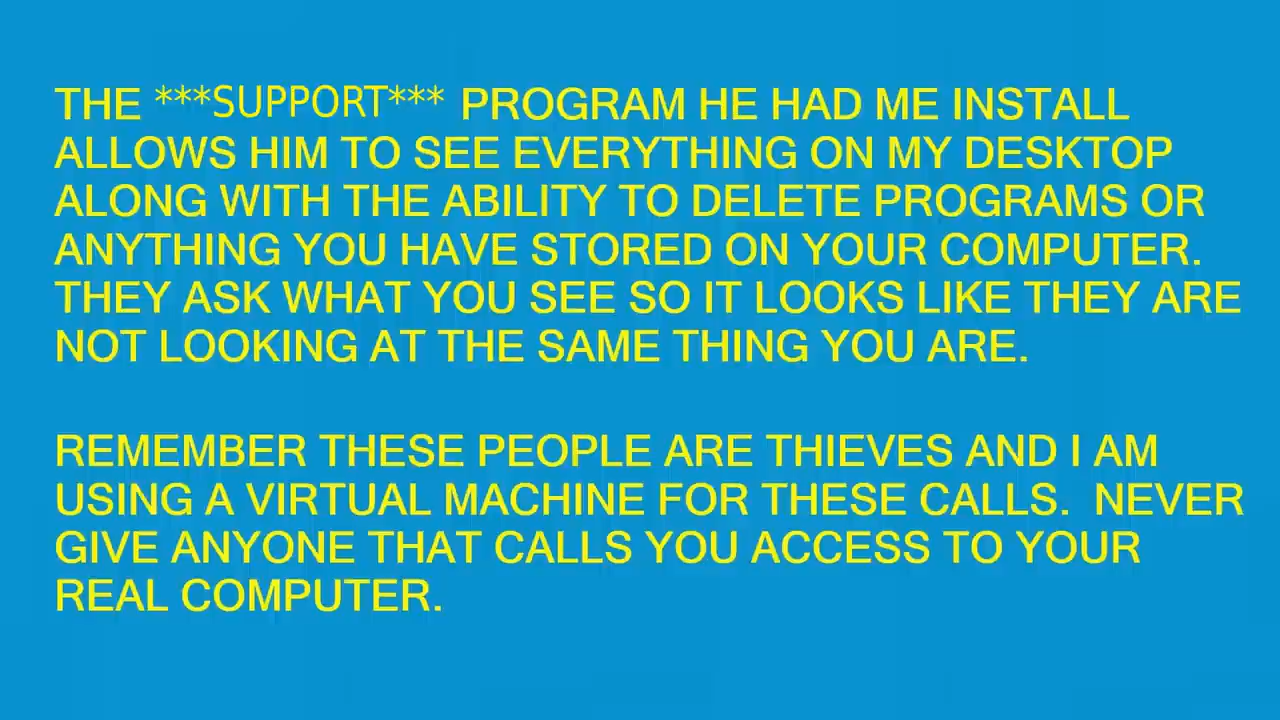 THE ***SUPPORT*** PROGRAM HE HAD ME INSTALL
ALLOWS HIM TO SEE EVERYTHING ON MY DESKTOP
ALONG WITH THE ABILITY TO DELETE PROGRAMS OR
ANYTHING YOU HAVE STORED ON YOUR COMPUTER.
THEY ASK WHAT YOU SEE SO IT LOOKS LIKE THEY ARE
NOT LOOKING AT THE SAME THING YOU ARE.
REMEMBER THESE PEOPLE ARE THIEVES AND I AM
USING A VIRTUAL MACHINE FOR THESE CALLS.  NEVER
GIVE ANYONE THAT CALLS YOU ACCESS TO YOUR
REAL COMPUTER.